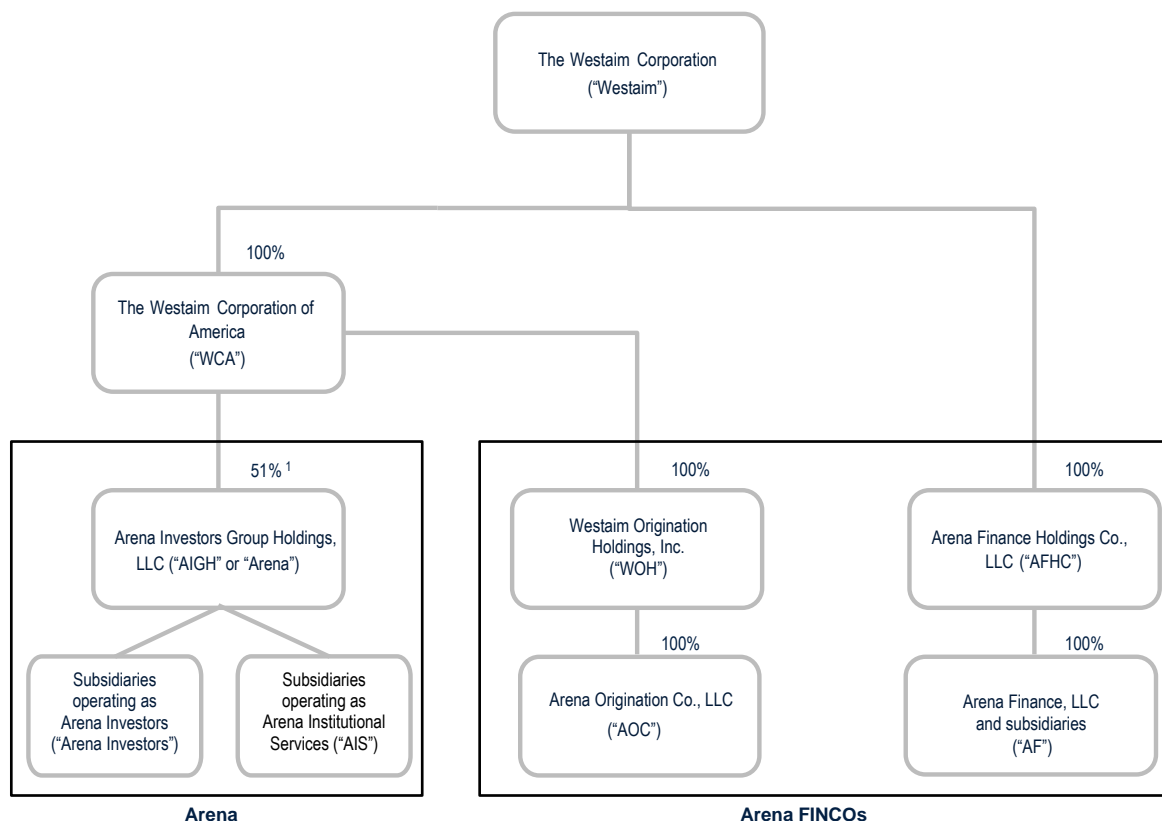 The Westaim Corporation
(“Westaim”)
100%
The Westaim Corporation of
America
(“WCA”)
51% 1
100%
100%
Arena Investors Group Holdings,
LLC (“AIGH” or “Arena”)
Westaim Origination
Holdings, Inc.
(“WOH”)
Arena Finance Holdings Co.,
LLC (“AFHC”)
100%
100%
Subsidiaries
operating as
Arena Investors
(“Arena Investors”)
Subsidiaries
operating as
Arena Institutional
Services (“AIS”)
Arena Origination Co., LLC
(“AOC”)
Arena Finance, LLC
and subsidiaries
(“AF”)
Arena
Arena FINCOs